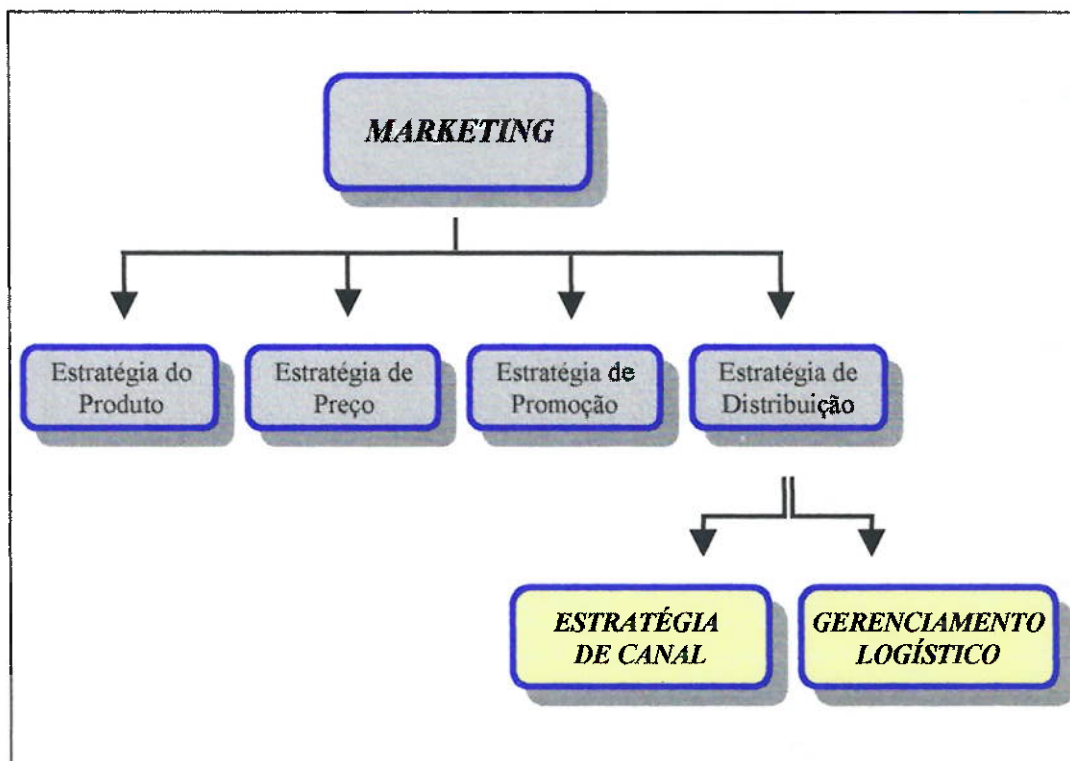 MARKETING
Estratégia do
Produto
Estratégia de
Preço
Estratégia de
Promoção
Estratégia de
Distribuição
ESTRATÉGIA
DE CANAL
GERENCIAMENTO
LOGÍSTICO